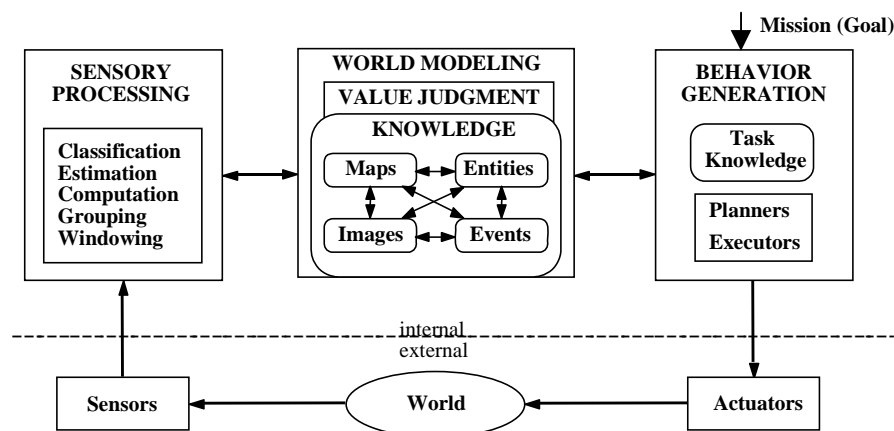 Mission (Goal)
SENSORY
PROCESSING
Classification
Estimation
Computation
Grouping
Windowing
WORLD MODELING
VALUE JUDGMENT
KNOWLEDGE
Maps
Entities
Images
Events
BEHAVIOR
GENERATION
Task
Knowledge
Planners
Executors
internal
external
Sensors
World
Actuators